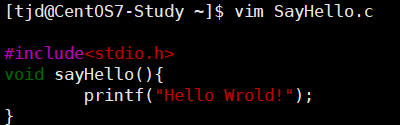 [tjd@CentOS7-Study ~]$ vim SayHello.c
#include<stdio.h>
void sayHello(){
        printf("Hello Wrold!");
}